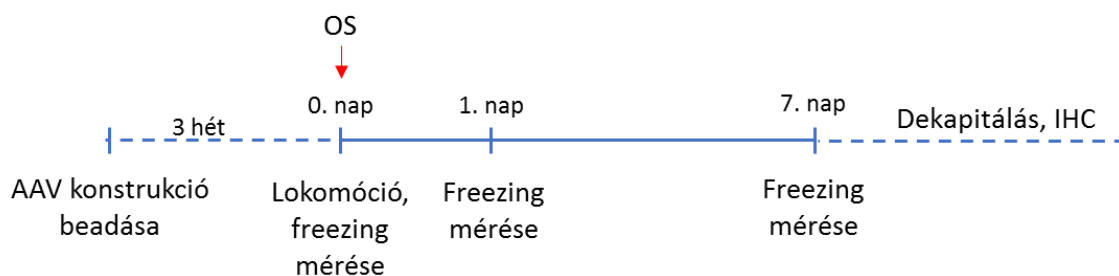 OS
0. nap
1. nap
7. nap
3 hét
Dekapitálás, IHC
AAV konstrukció
beadása
Lokomóció,
freezing
mérése
Freezing
mérése
Freezing
mérése